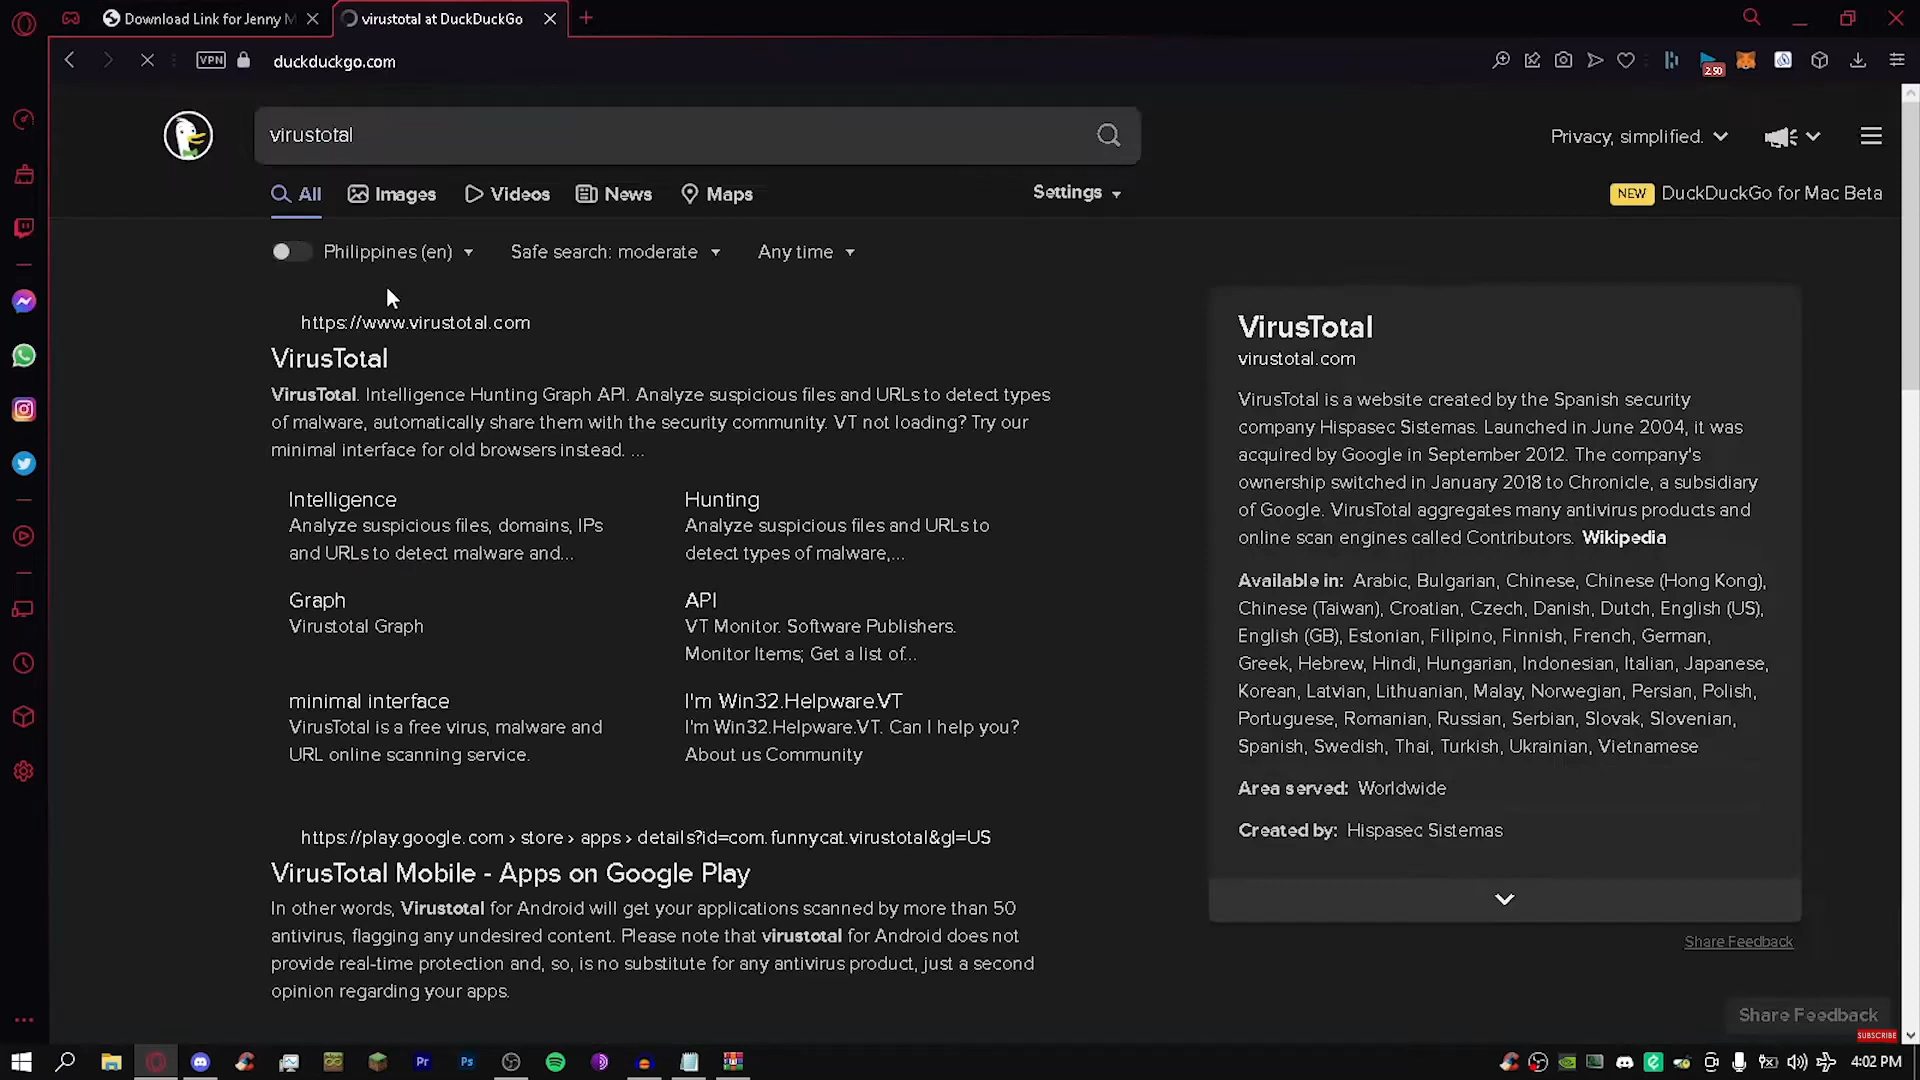 Download Link for Jenny M
virustotal at DuckDuckGo
VPN
duckduckgo.com
2:50
virustotal
Privacy, simplified.
All
Images
Videos
News
Maps
Settings
NEW
DuckDuckGo for Mac Beta
Philippines (en)
Safe search: moderate
Any time
https://www.virustotal.com
VirusTotal
VirusTotal. Intelligence Hunting Graph API. Analyze suspicious files and URLs to detect types
of malware, automatically share them with the security community. VT not loading? Try our
minimal interface for old browsers instead. ...
Intelligence
Analyze suspicious files, domains, IPs
and URLs to detect malware and...
Hunting
Analyze suspicious files and URLs to
detect types of malware,...
Graph
Virustotal Graph
API
VT Monitor. Software Publishers.
Monitor Items; Get a list of...
minimal interface
VirusTotal is a free virus, malware and
URL online scanning service.
I'm Win32.Helpware.VT
I'm Win32.Helpware.VT. Can I help you?
About us Community
https://play.google.com › store › apps › details?id=com.funnycat.virustotal&gl=US
VirusTotal Mobile - Apps on Google Play
In other words, Virustotal for Android will get your applications scanned by more than 50
antivirus, flagging any undesired content. Please note that virustotal for Android does not
provide real-time protection and, so, is no substitute for any antivirus product, just a second
opinion regarding your apps.
VirusTotal
virustotal.com
VirusTotal is a website created by the Spanish security
company Hispasec Sistemas. Launched in June 2004, it was
acquired by Google in September 2012. The company's
ownership switched in January 2018 to Chronicle, a subsidiary
of Google. VirusTotal aggregates many antivirus products and
online scan engines called Contributors. Wikipedia
Available in: Arabic, Bulgarian, Chinese, Chinese (Hong Kong),
Chinese (Taiwan), Croatian, Czech, Danish, Dutch, English (US),
English (GB), Estonian, Filipino, Finnish, French, German,
Greek, Hebrew, Hindi, Hungarian, Indonesian, Italian, Japanese,
Korean, Latvian, Lithuanian, Malay, Norwegian, Persian, Polish,
Portuguese, Romanian, Russian, Serbian, Slovak, Slovenian,
Spanish, Swedish, Thai, Turkish, Ukrainian, Vietnamese
Area served: Worldwide
Created by: Hispasec Sistemas
Share Feedback
Share Feedback
SUBSCRIBE
Pr
Ps
4:02 PM